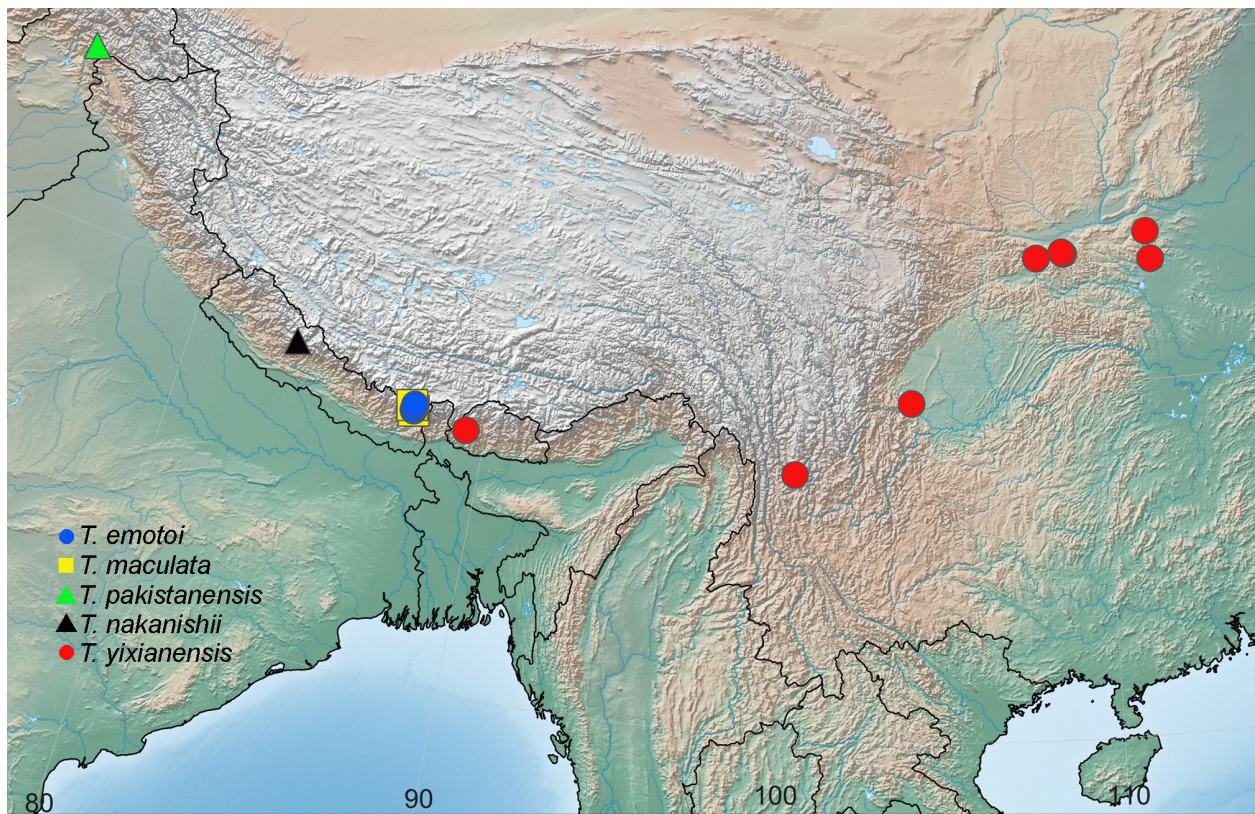 T. emotoi
T. maculata
T. pakistanensis
T. nakanishii
T. yixianensis
80 90 100 110